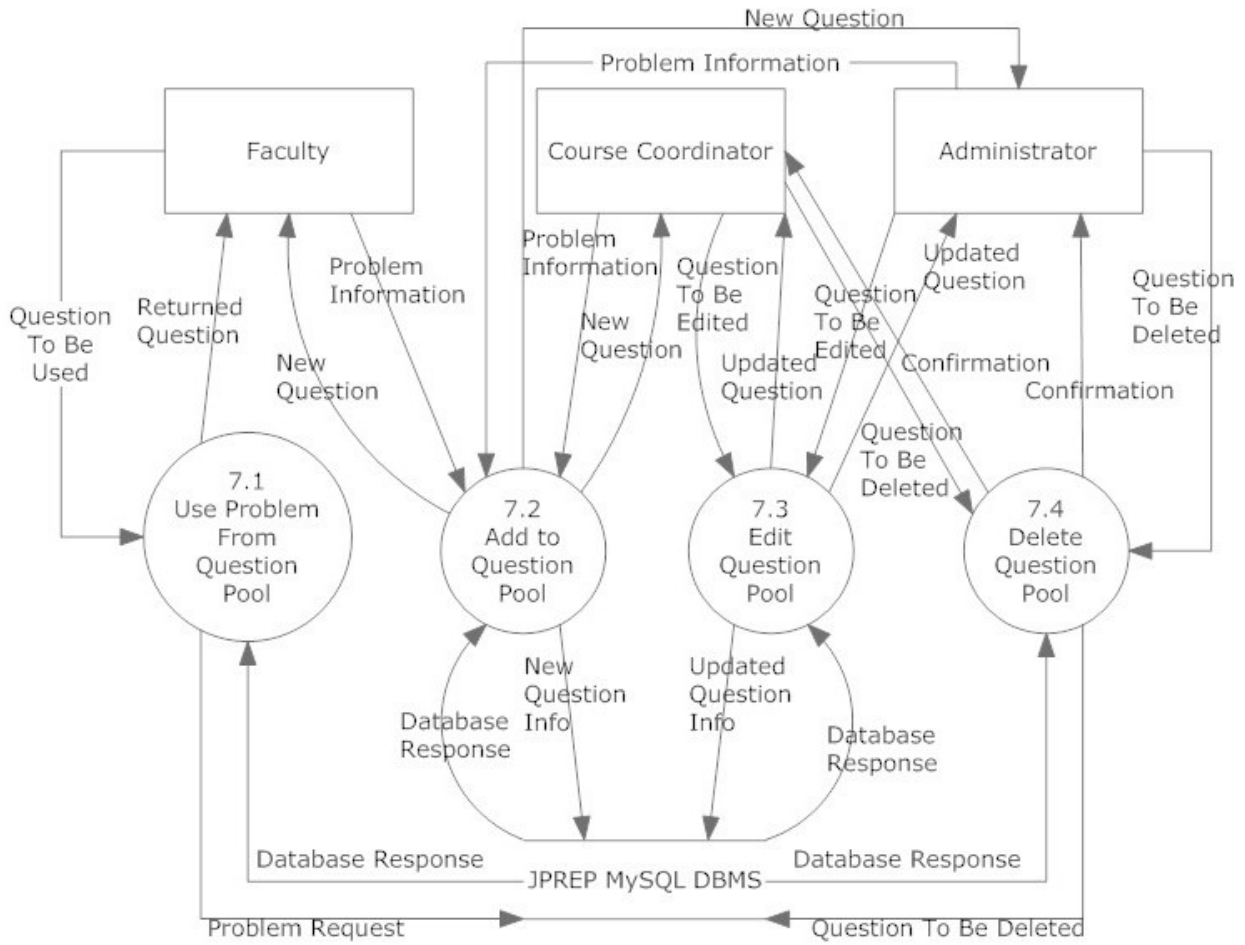 New Question
Problem Information
Faculty
Course Coordinator
Administrator
Question
To Be
Used
Returned
Question
New
Question
Problem
Information
Problem
Information
New
Question
Question
To Be
Edited
Updated
Question
Question
To Be
Edited
Updated
Question
Confirmation
Question
To Be
Deleted
Confirmation
Question
To Be
Deleted
7.1
Use Problem
From
Question
Pool
7.2
Add to
Question
Pool
7.3
Edit
Question
Pool
7.4
Delete
Question
Pool
Database
Response
New
Question
Info
Updated
Question
Info
Database
Response
Database Response
JPREP MySQL DBMS
Database Response
Problem Request
Question To Be Deleted